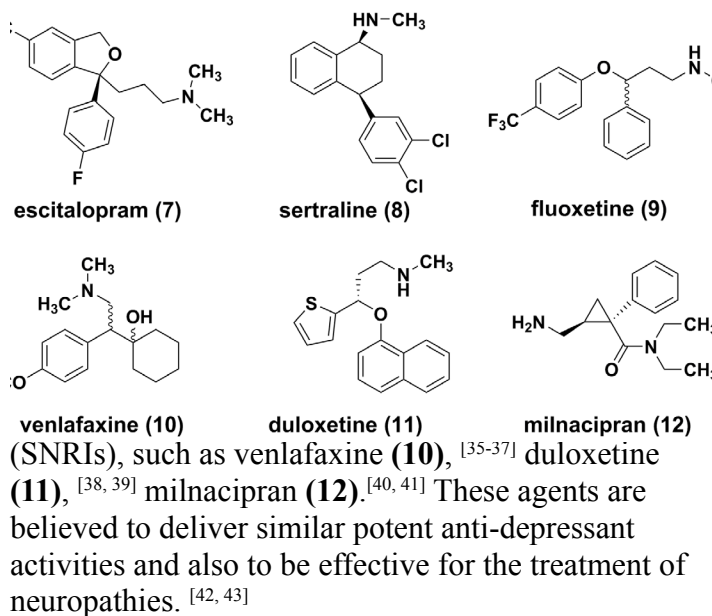 HN-CH₃
O
CH₃
N
CH₃
F
Cl
Cl
O
H
N
F₃C
escitalopram (7)
sertraline (8)
fluoxetine (9)
CH₃
H₃C
N
OH
O
S
N
H
CH₃
O
H₂N
O
N
CH₃
CH₃
venlafaxine (10)
duloxetine (11)
milnacipran (12)
(SNRIs), such as venlafaxine (10), [35-37] duloxetine
(11), [38, 39] milnacipran (12).[40, 41] These agents are
believed to deliver similar potent anti-depressant
activities and also to be effective for the treatment of
neuropathies. [42, 43]